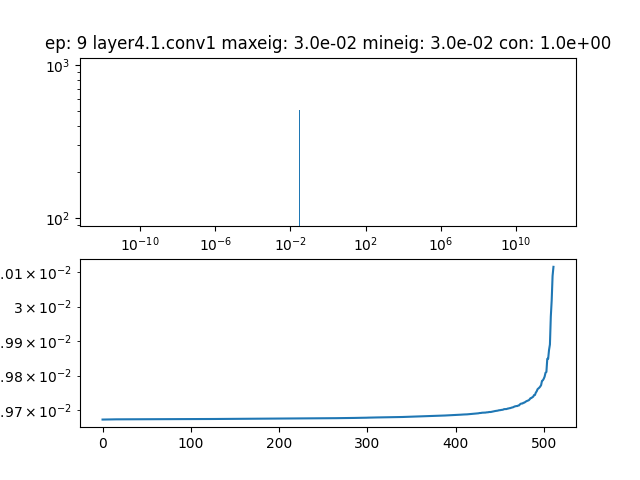 ep: 9 layer4.1.conv1 maxeig: 3.0e-02 mineig: 3.0e-02 con: 1.0e+00
10³
10²
10⁻¹⁰ 10⁻⁶ 10⁻² 10² 10⁶ 10¹⁰
.01 × 10⁻²
3 × 10⁻²
.99 × 10⁻²
.98 × 10⁻²
.97 × 10⁻²
0 100 200 300 400 500